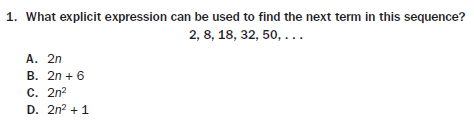 1. What explicit expression can be used to find the next term in this sequence?
2, 8, 18, 32, 50, . . .
A. 2n
B. 2n + 6
C. 2n²
D. 2n² + 1